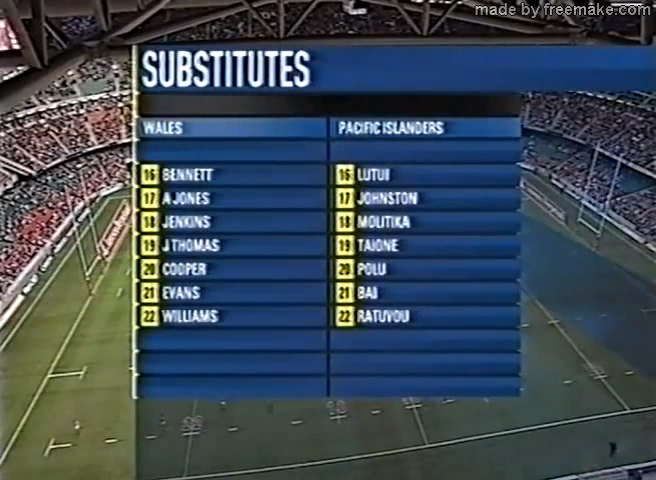 made by freemake.com
SUBSTITUTES
WALES
16 BENNETT
17 A JONES
18 JENKINS
19 J THOMAS
20 COOPER
21 EVANS
22 WILLIAMS
PACIFIC ISLANDERS
16 LUTUI
17 JOHNSTON
18 MOLITIKA
19 TAIONE
20 POLU
21 BAI
22 RATUVOU